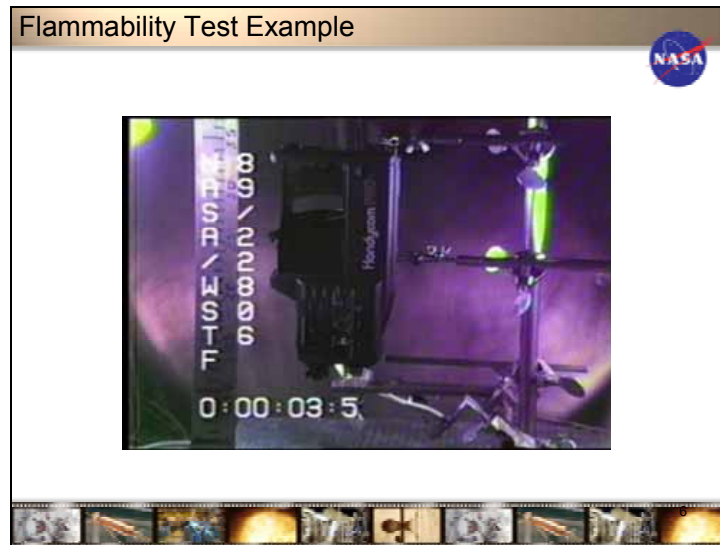 Flammability Test Example
NASA
NASA/WSTF
89/22806
Handycam
0:00:03:5
6